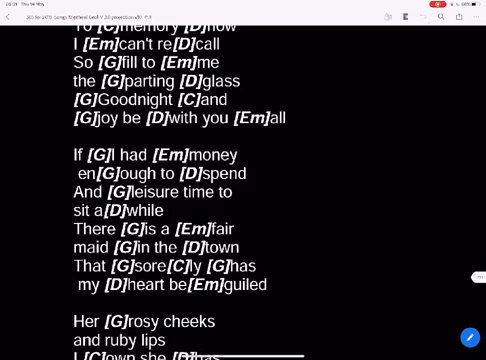 To [C]memory [D]now
I [Em]can't re[D]call
So [G]fill to [Em]me
the [G]parting [D]glass
[G]Goodnight [C]and
[G]joy be [D]with you [Em]all
If [G]I had [Em]money
en[G]ough to [D]spend
And [G]leisure time to
sit a[D]while
There [G]is a [Em]fair
maid [G]in the [D]town
That [G]sore[C]ly [G]has
my [D]heart be[Em]guiled
Her [G]rosy cheeks
and ruby lips
I [C]own she [D]has